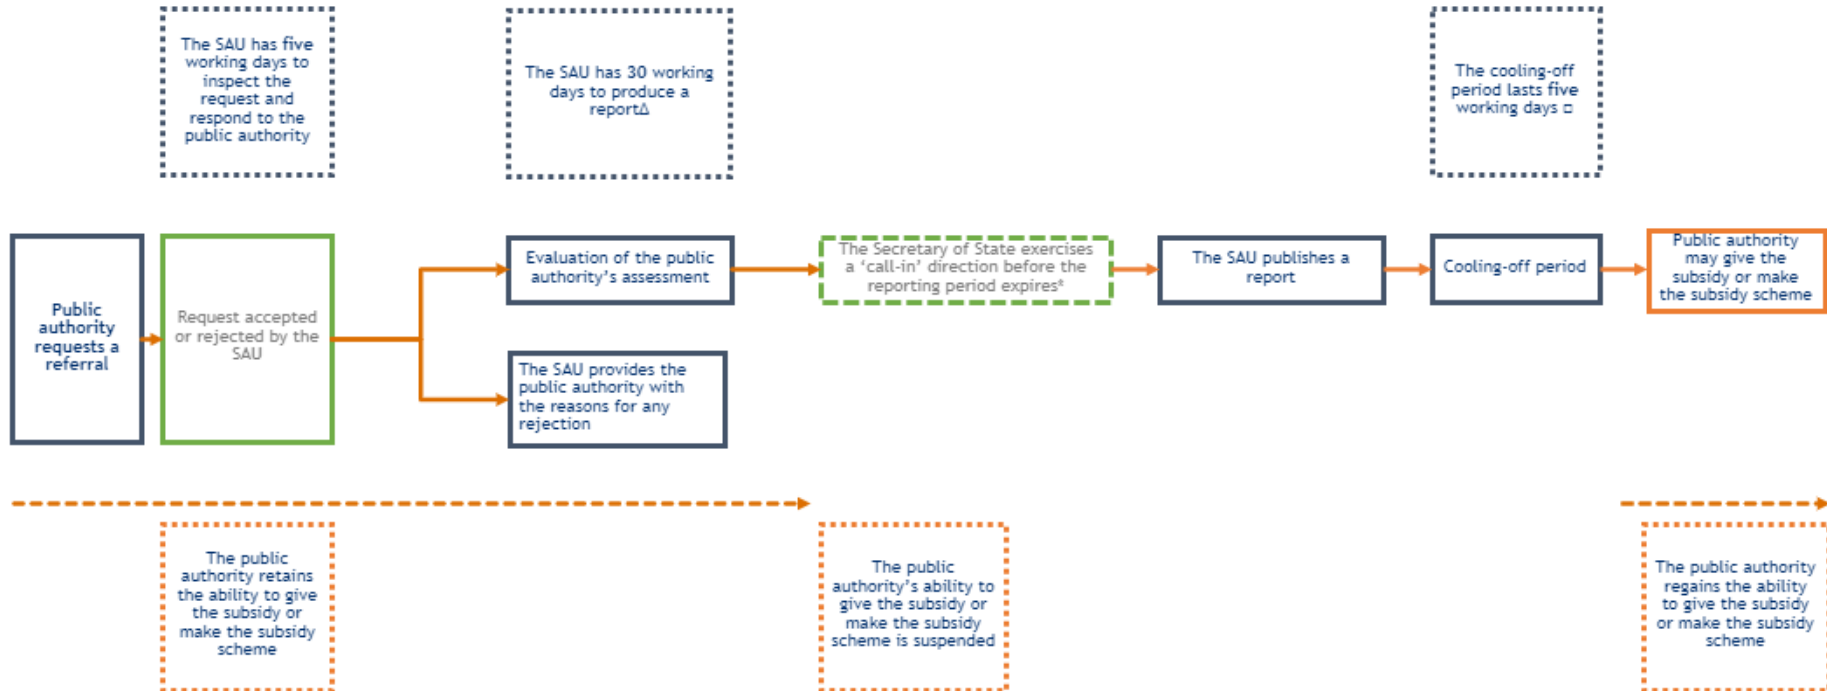 The SAU has five
working days to
inspect the
request and
respond to the
public authority
The SAU has 30 working
days to produce a
reportΔ
The cooling-off
period lasts five
working days □
Public
authority
requests a
referral
Request accepted
or rejected by the
SAU
Evaluation of the public
authority's assessment
The SAU provides the
public authority with
the reasons for any
rejection
The Secretary of State exercises
a ‘call-in’ direction before the
reporting period expires*
The SAU publishes a
report
Cooling-off period
Public authority
may give the
subsidy or make
the subsidy scheme
The public
authority retains
the ability to give
the subsidy or
make the subsidy
scheme
The public
authority's ability to
give the subsidy or
make the subsidy
scheme is suspended
The public authority
regains the ability
to give the subsidy
or make the subsidy
scheme